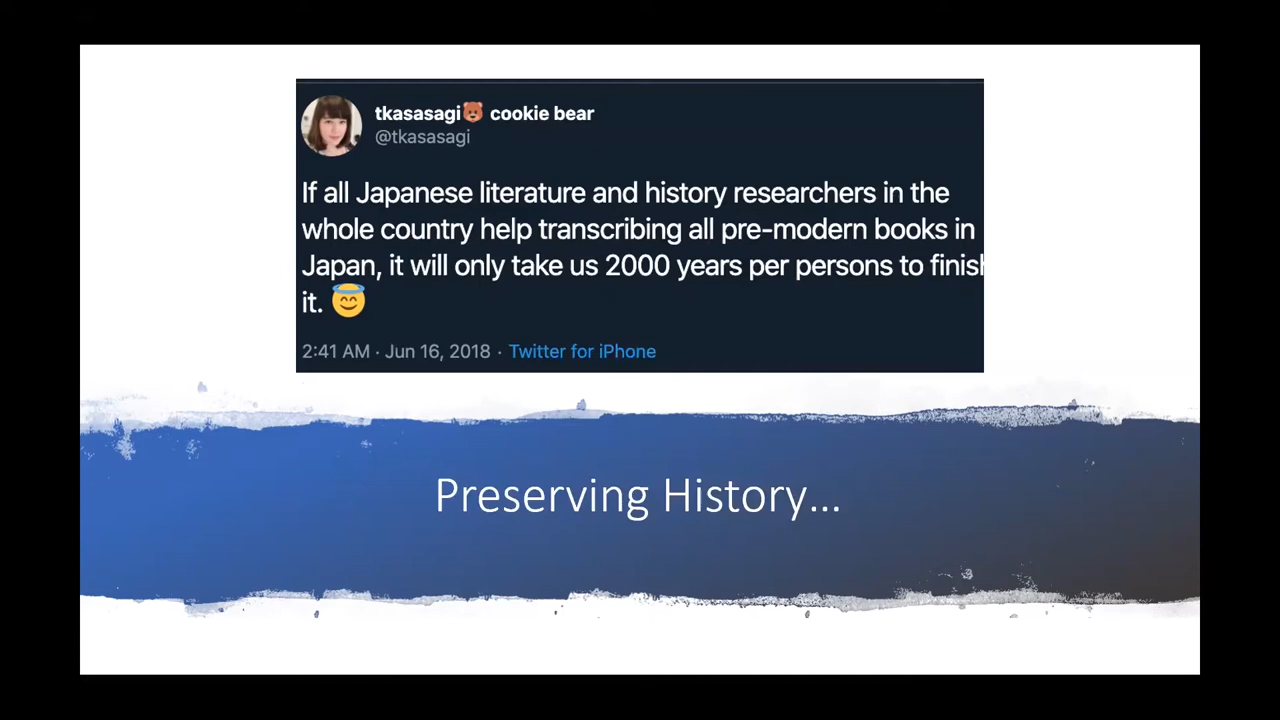 tkasasagi🐻 cookie bear
@tkasasagi
If all Japanese literature and history researchers in the
whole country help transcribing all pre-modern books in
Japan, it will only take us 2000 years per persons to finish
it. 😇
2:41 AM · Jun 16, 2018 · Twitter for iPhone
Preserving History...